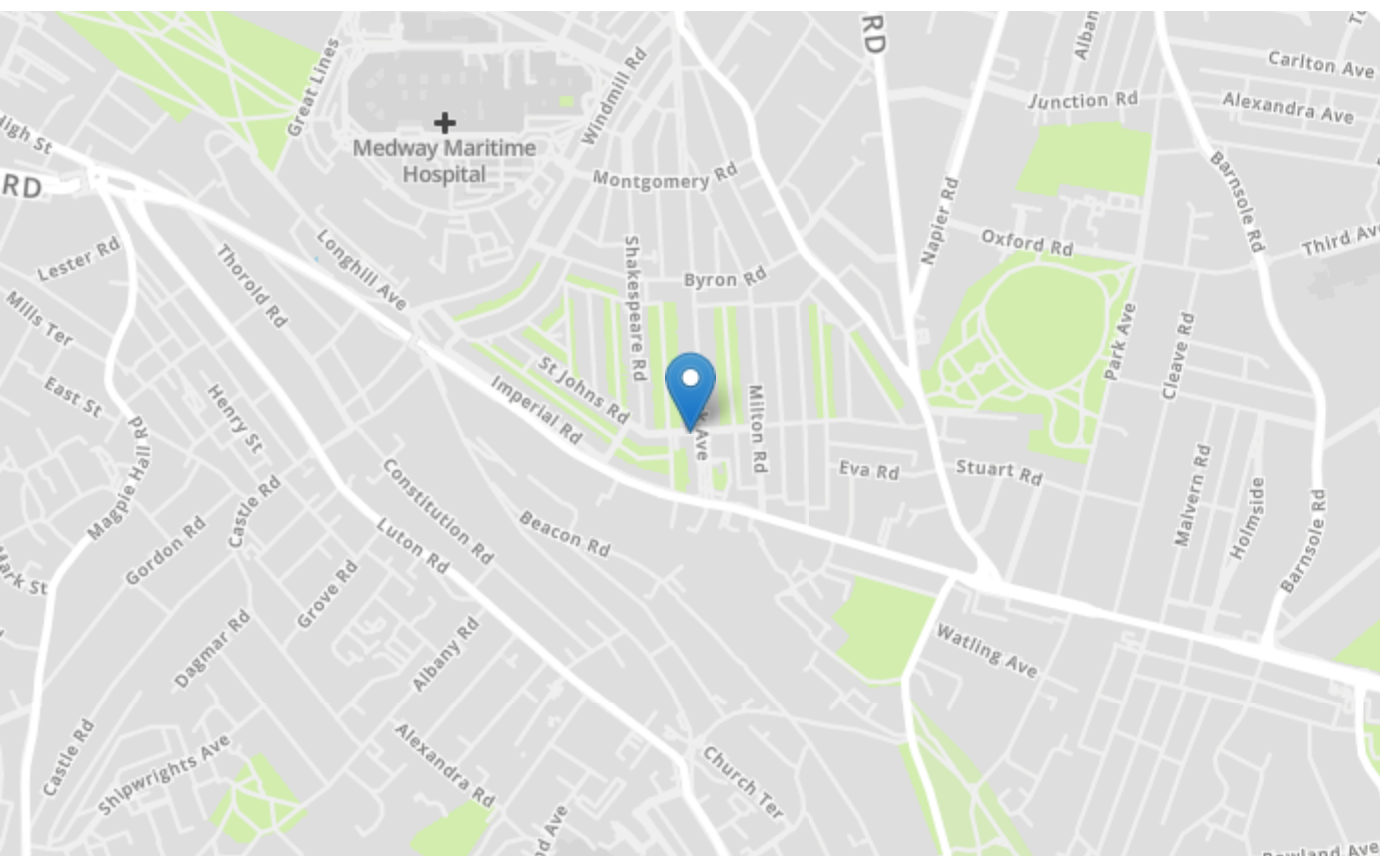 RD
Alban
Carlton Ave
Great Lines
Windmill Rd
Junction Rd
Alexandra Ave
High St
Medway Maritime
Hospital
Barnsole Rd
RD
Montgomery Rd
Napier Rd
Lester Rd
Longhill Ave
Oxford Rd
Third Av
Thorold Rd
Shakespeare Rd
Byron Rd
Mills Ter
Park Ave
Cleave Rd
East St
St Johns Rd
Imperial Rd
Henry St
Milton Rd
k Ave
Magpie Hall Rd
Eva Rd
Stuart Rd
Castle Rd
Constitution Rd
Malvern Rd
Holmside
Barnsole Rd
Gordon Rd
Luton Rd
Beacon Rd
Mark St
Grove Rd
Dagmar Rd
Albany Rd
Watling Ave
Castle Rd
Shipwrights Ave
Alexandra Rd
Church Ter
nd Ave
Rowland Ave